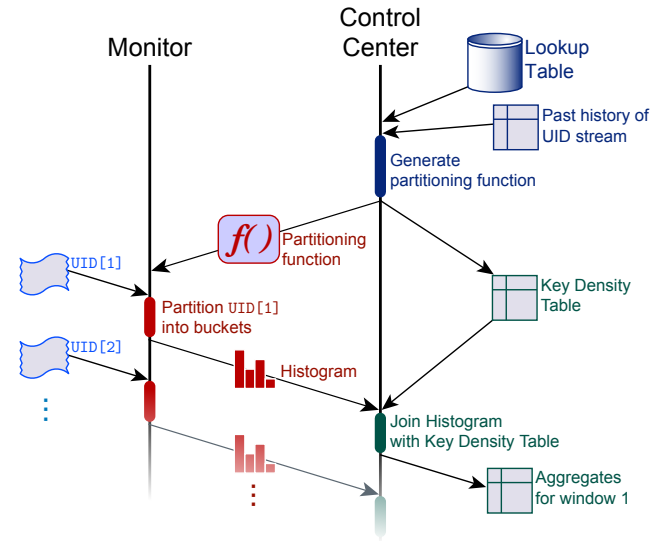 Monitor
Control
Center
Lookup
Table
Past history of
UID stream
Generate
partitioning function
f()
Partitioning
function
UID[1]
Partition UID[1]
into buckets
Key Density
Table
UID[2]
Histogram
Join Histogram
with Key Density Table
Aggregates
for window 1